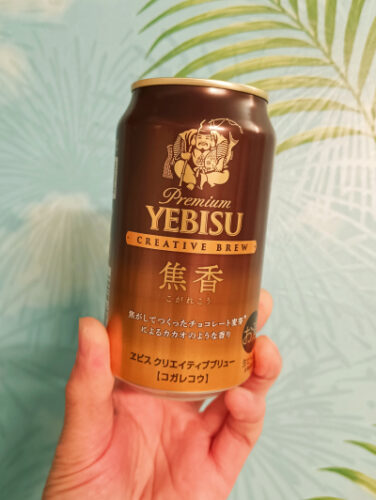 Premium
YEBISU
CREATIVE BREW
焦香
こがれこう
焦がしてつくったチョコレート麦芽
によるカカオのような香り
ヱビス クリエイティブブリュー
【コガレコウ】
お